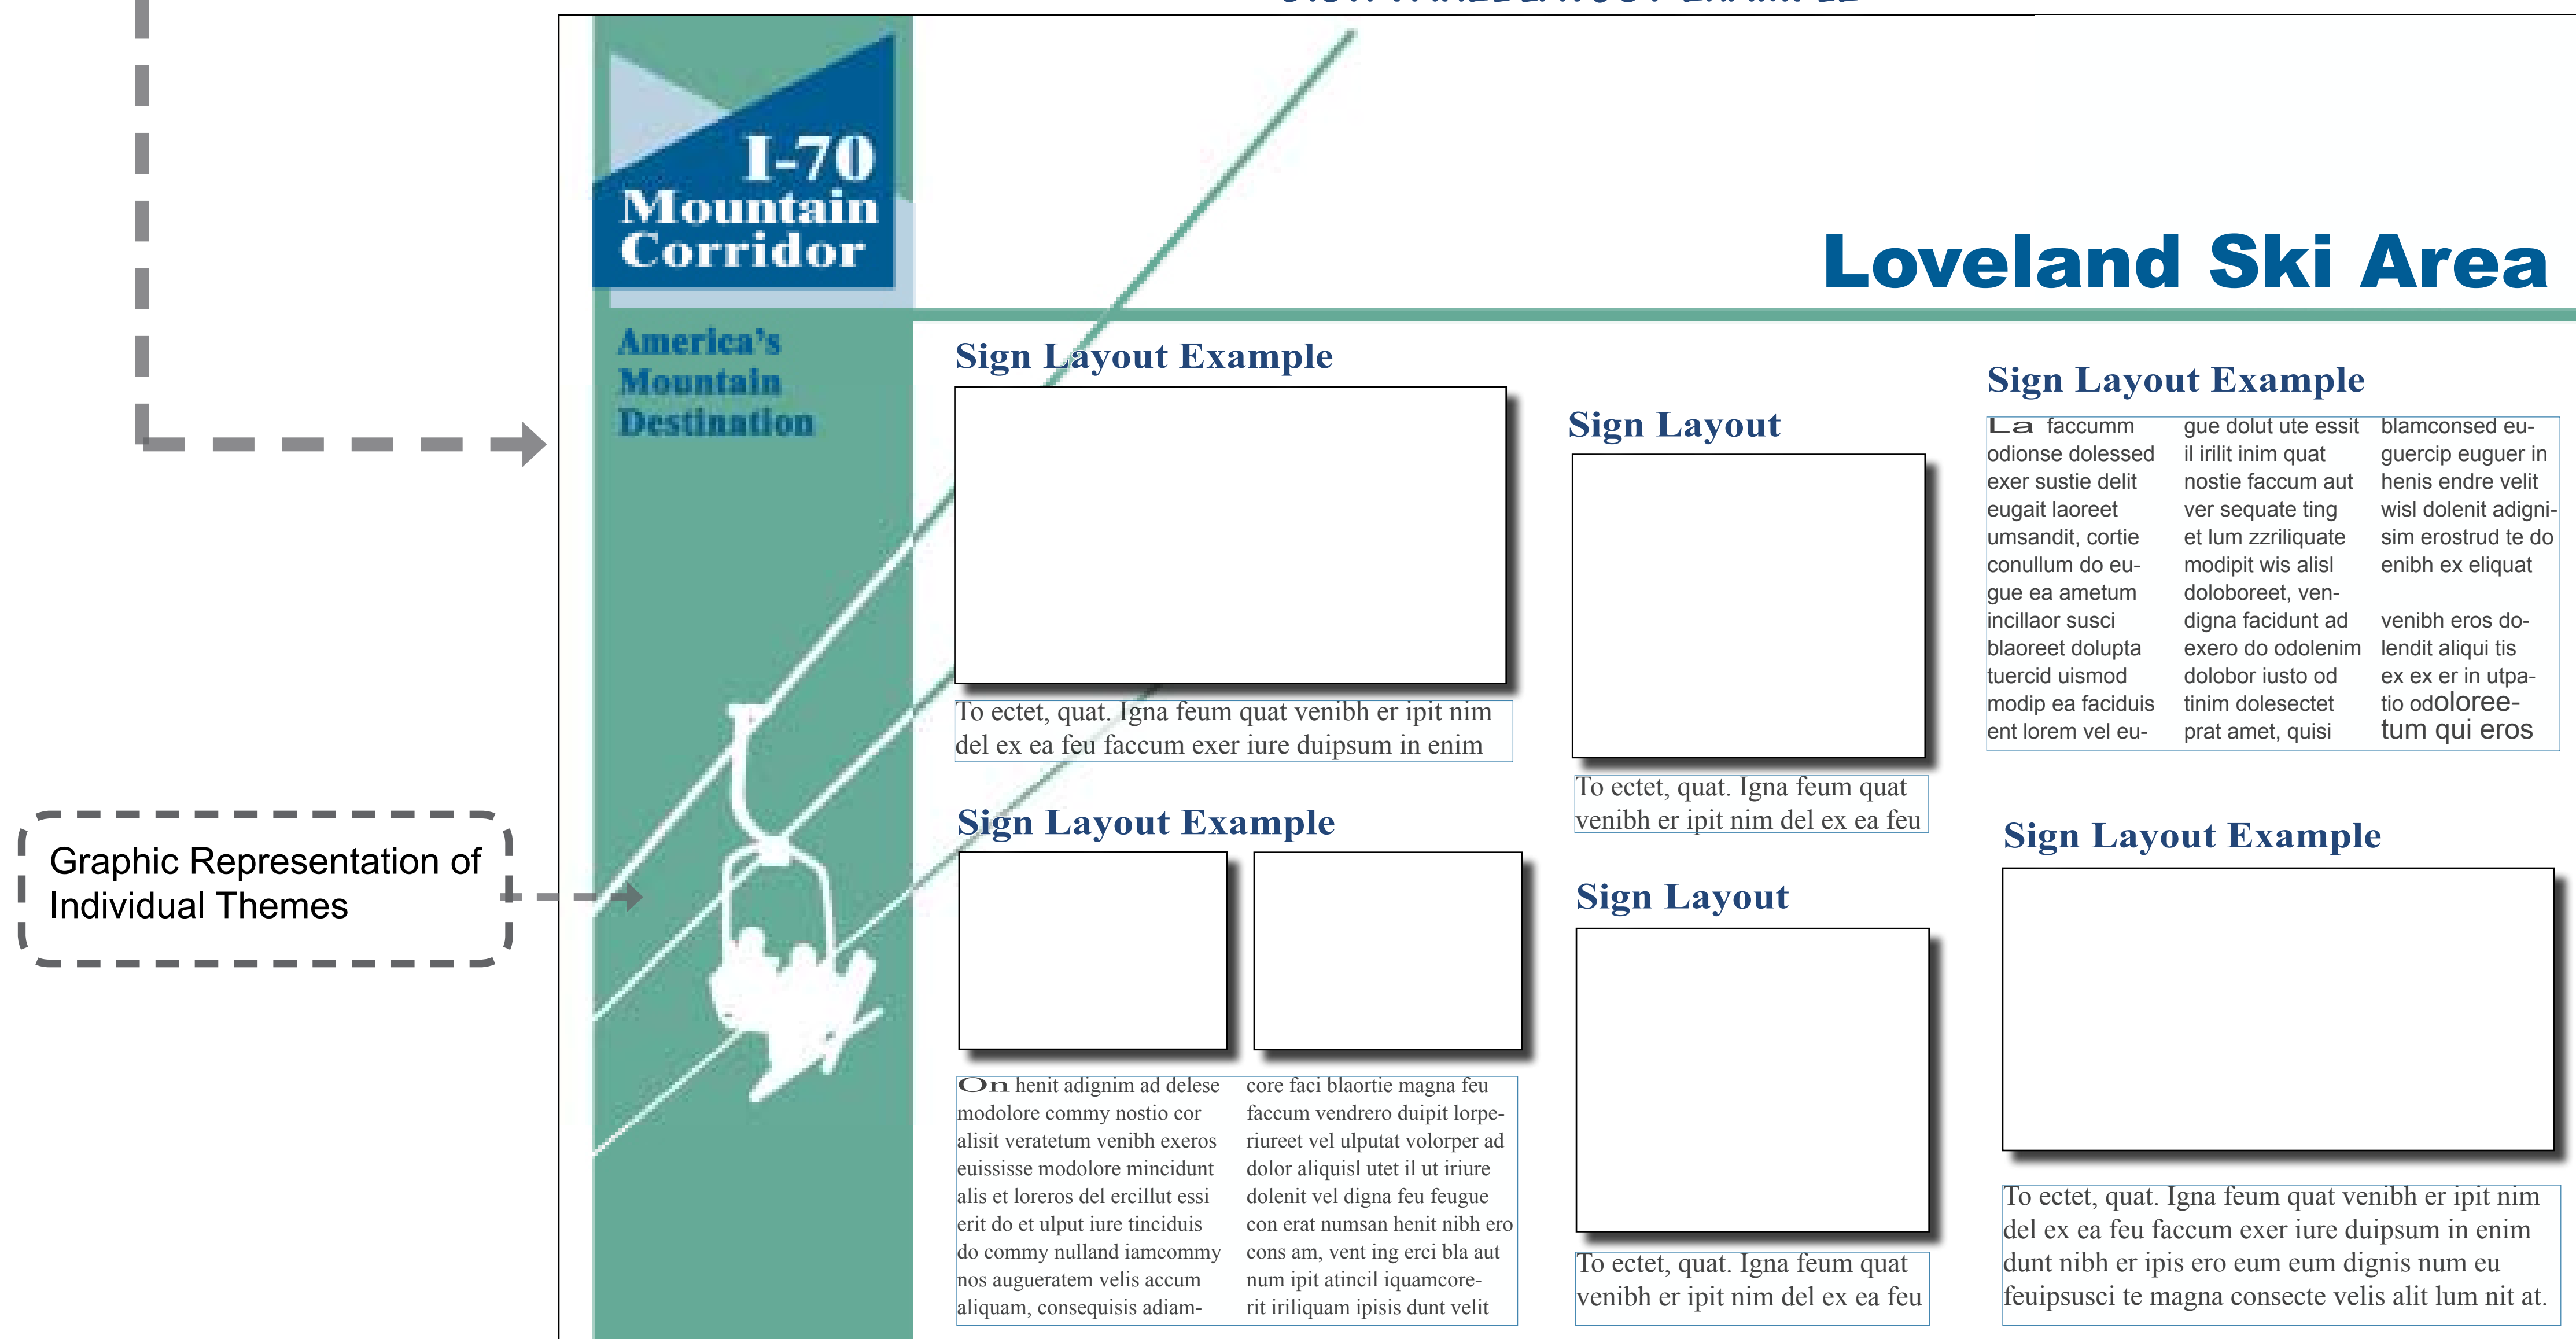 SIGN PANEL LAYOUT EXAMPLE
I-70
Mountain
Corridor
America's
Mountain
Destination
Loveland Ski Area
Graphic Representation of
Individual Themes
Sign Layout Example
To ectet, quat. Igna feum quat venibh er ipit nim
del ex ea feu faccum exer iure duipsum in enim
Sign Layout Example
On henit adignim ad delese
modolore commy nostio cor
alisit veratetum venibh exeros
euississe modolore mincidunt
alis et loreros del ercillut essi
erit do et ulput iure tinciduis
do commy nulland iamcommy
nos augueratem velis accum
aliquam, consequisis adiam-
core faci blaortie magna feu
faccum vendrero duipit lorpe-
riureet vel ulputat volorper ad
dolor aliquisl utet il ut iriure
dolenit vel digna feu feugue
con erat numsan henit nibh ero
cons am, vent ing erci bla aut
num ipit atincil iquamcore-
rit iriliquam ipisis dunt velit
Sign Layout
To ectet, quat. Igna feum quat
venibh er ipit nim del ex ea feu
Sign Layout
To ectet, quat. Igna feum quat
venibh er ipit nim del ex ea feu
Sign Layout Example
La faccumm
odionse dolessed
exer sustie delit
eugait laoreet
umsandit, cortie
conullum do eu-
gue ea ametum
incillaor susci
blaoreet dolupta
tuercid uismod
modip ea faciduis
ent lorem vel eu-
gue dolut ute essit
il irilit inim quat
nostie faccum aut
ver sequate ting
et lum zzriliquate
modipit wis alisl
doloboreet, ven-
digna facidunt ad
exero do odolenim
dolobor iusto od
tinim dolesectet
prat amet, quisi
blamconsed eu-
guercip euguer in
henis endre velit
wisl dolenit adigni-
sim erostrud te do
enibh ex eliquat
venibh eros do-
lendit aliqui tis
ex ex er in utpa-
tio odoloree-
tum qui eros
Sign Layout Example
To ectet, quat. Igna feum quat venibh er ipit nim
del ex ea feu faccum exer iure duipsum in enim
dunt nibh er ipis ero eum eum dignis num eu
feuipsusci te magna consecte velis alit lum nit at.